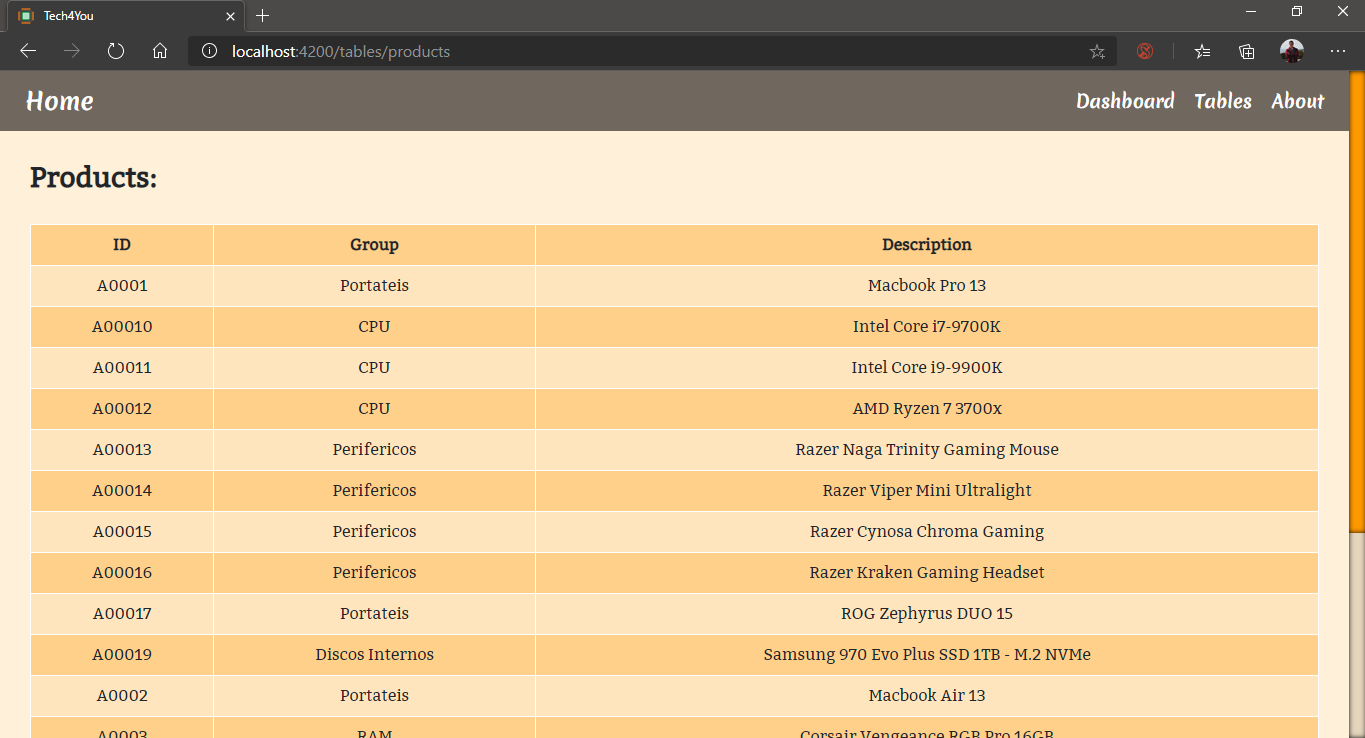 Tech4You
localhost:4200/tables/products
Home Dashboard Tables About
Products:
ID Group Description
A0001 Portateis Macbook Pro 13
A00010 CPU Intel Core i7-9700K
A00011 CPU Intel Core i9-9900K
A00012 CPU AMD Ryzen 7 3700x
A00013 Perifericos Razer Naga Trinity Gaming Mouse
A00014 Perifericos Razer Viper Mini Ultralight
A00015 Perifericos Razer Cynosa Chroma Gaming
A00016 Perifericos Razer Kraken Gaming Headset
A00017 Portateis ROG Zephyrus DUO 15
A00019 Discos Internos Samsung 970 Evo Plus SSD 1TB - M.2 NVMe
A0002 Portateis Macbook Air 13
A0003 RAM Corsair Vengeance RGB Pro 16GB